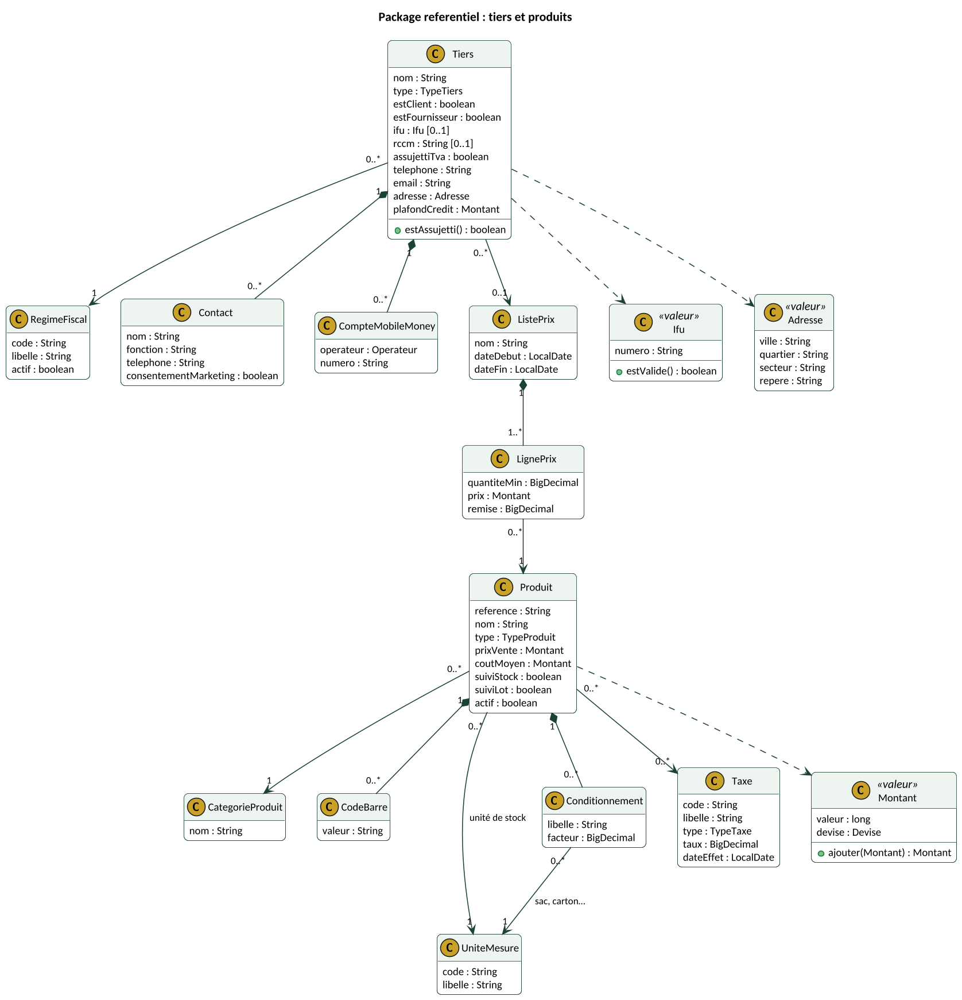 Package referentiel : tiers et produits
C Tiers
nom : String
type : TypeTiers
estClient : boolean
estFournisseur : boolean
ifu : Ifu [0..1]
rccm : String [0..1]
assujettiTva : boolean
telephone : String
email : String
adresse : Adresse
plafondCredit : Montant
estAssujetti() : boolean
0..*
1
1
0..*
1
0..*
0..*
0..1
C RegimeFiscal
code : String
libelle : String
actif : boolean
C Contact
nom : String
fonction : String
telephone : String
consentementMarketing : boolean
C CompteMobileMoney
operateur : Operateur
numero : String
C ListePrix
nom : String
dateDebut : LocalDate
dateFin : LocalDate
C «valeur»
Ifu
numero : String
estValide() : boolean
C «valeur»
Adresse
ville : String
quartier : String
secteur : String
repere : String
1
1..*
C LignePrix
quantiteMin : BigDecimal
prix : Montant
remise : BigDecimal
0..*
1
C Produit
reference : String
nom : String
type : TypeProduit
prixVente : Montant
coutMoyen : Montant
suiviStock : boolean
suiviLot : boolean
actif : boolean
0..*
1
1
0..*
0..*
1
0..*
0..*
0..*
1
C CategorieProduit
nom : String
C CodeBarre
valeur : String
unité de stock
C Conditionnement
libelle : String
facteur : BigDecimal
C Taxe
code : String
libelle : String
type : TypeTaxe
taux : BigDecimal
dateEffet : LocalDate
C «valeur»
Montant
valeur : long
devise : Devise
ajouter(Montant) : Montant
0..*
sac, carton...
1
1
C UniteMesure
code : String
libelle : String